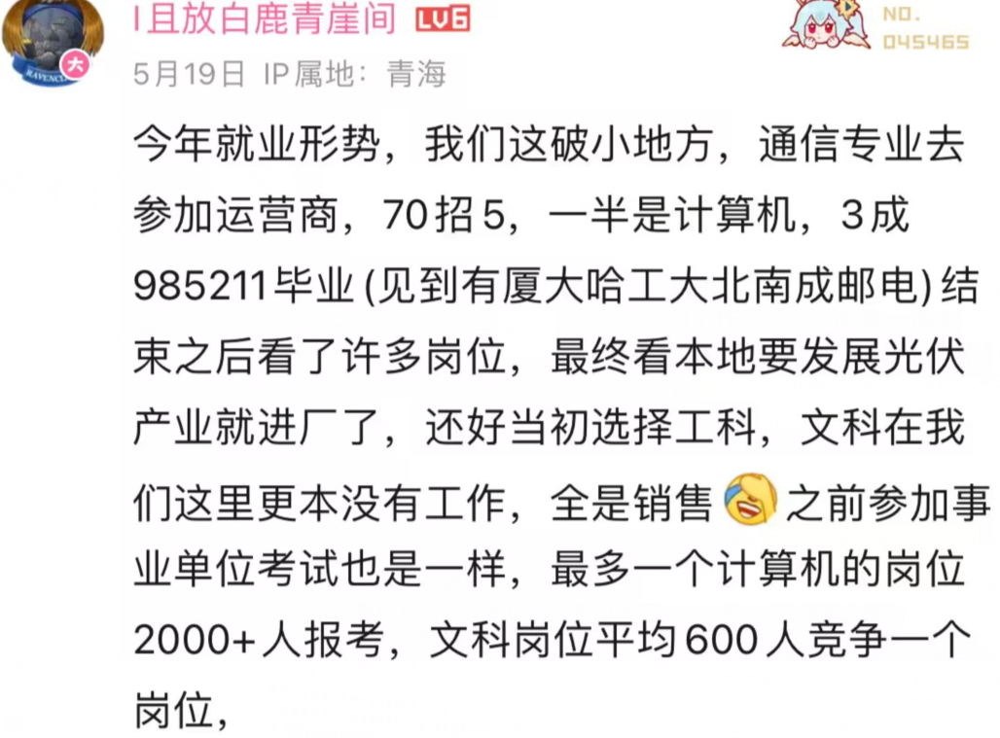 I且放白鹿青崖间 LV6
NO.
045465
大
RAVENCL
5月19日 IP属地：青海
今年就业形势，我们这破小地方，通信专业去
参加运营商，70招5，一半是计算机，3成
985211毕业(见到有厦大哈工大北南成邮电)结
束之后看了许多岗位，最终看本地要发展光伏
产业就进厂了，还好当初选择工科，文科在我
们这里更本没有工作，全是销售 之前参加事
业单位考试也是一样，最多一个计算机的岗位
2000+人报考，文科岗位平均600人竞争一个
岗位，